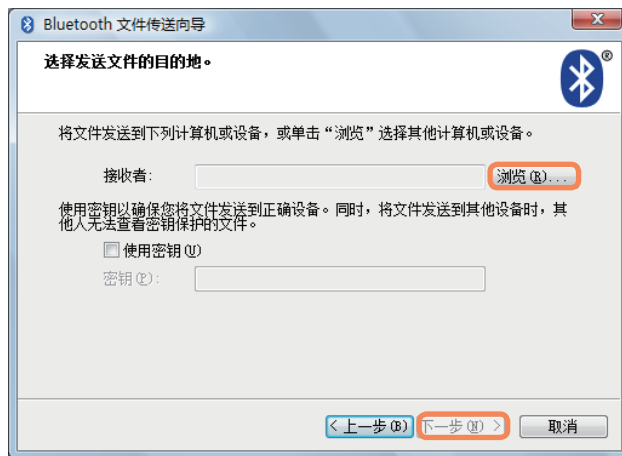 Bluetooth 文件传送向导
选择发送文件的目的地。
®
将文件发送到下列计算机或设备，或单击“浏览”选择其他计算机或设备。
接收者：
浏览(R)...
使用密钥以确保您将文件发送到正确设备。同时，将文件发送到其他设备时，其
他人无法查看密钥保护的文件。
使用密钥(U)
密钥(P)：
< 上一步(B)
下一步(N) >
取消